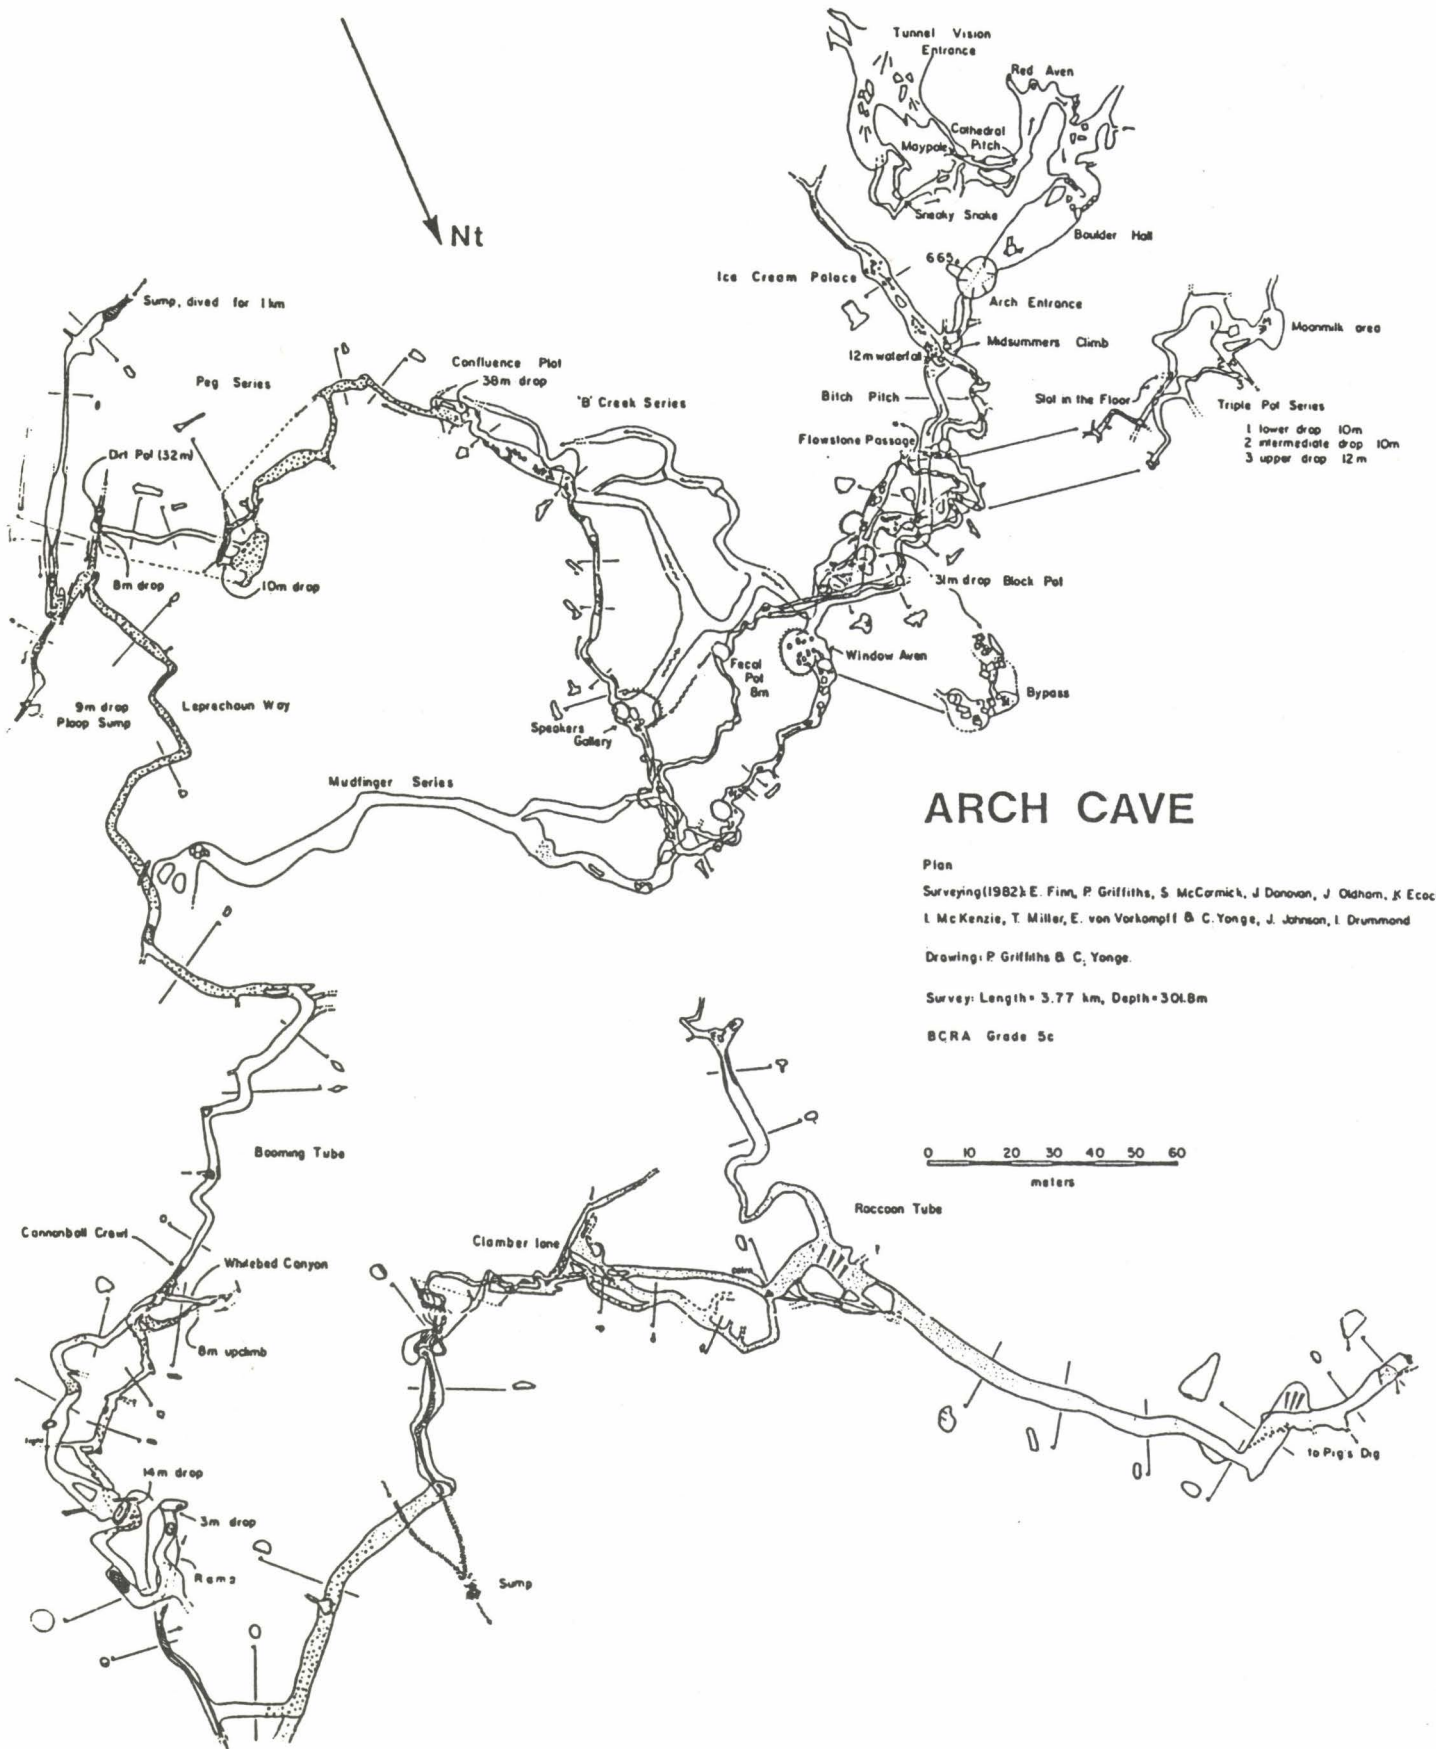 Tunnel Vision
Entrance
Red Aven
Cathedral
Pitch
Maypole
Sneaky Snake
Boulder Hall
Nt
665
Ice Cream Palace
Arch Entrance
Sump, dived for 1km
Midsummers Climb
Moonmilk area
12m waterfall
Confluence Plot
38m drop
Peg Series
Bitch Pitch
'B' Creek Series
Slot in the Floor
1
2
3
Triple Pot Series
1 lower drop 10m
2 intermediate drop 10m
3 upper drop 12m
Flowstone Passage
Dirt Pot (32m)
8m drop
10m drop
31m drop Block Pot
Window Aven
Fecal
Pot
8m
Bypass
9m drop
Ploop Sump
Leprechaun Way
Speakers
Gallery
Mudfinger Series
ARCH CAVE
Plan
Surveying (1982): E. Finn, P. Griffiths, S. McCormick, J Donovan, J Oldham, K Ecoc
I. McKenzie, T. Miller, E. von Vorkampff & C. Yonge, J. Johnson, I. Drummond
Drawing: P. Griffiths & C. Yonge.
Survey: Length = 3.77 km, Depth = 301.8m
BCRA Grade 5c
Booming Tube
0 10 20 30 40 50 60
meters
Raccoon Tube
Cannonball Crawl
Clamber lane
Whitebed Canyon
?
8m upclimb
to Pig's Dig
14m drop
3m drop
Sump